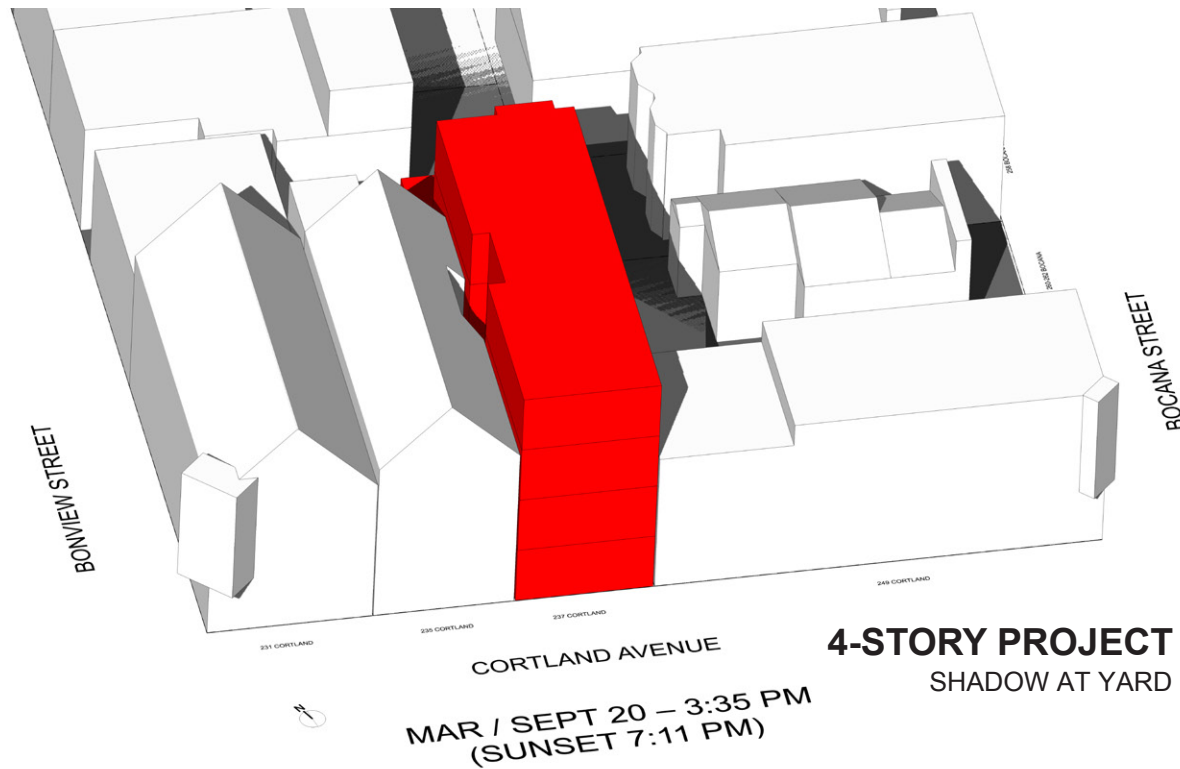 BONVIEW STREET
BOCANA STREET
231 CORTLAND
235 CORTLAND
237 CORTLAND
249 CORTLAND
CORTLAND AVENUE
4-STORY PROJECT
SHADOW AT YARD
N
MAR / SEPT 20 – 3:35 PM
(SUNSET 7:11 PM)